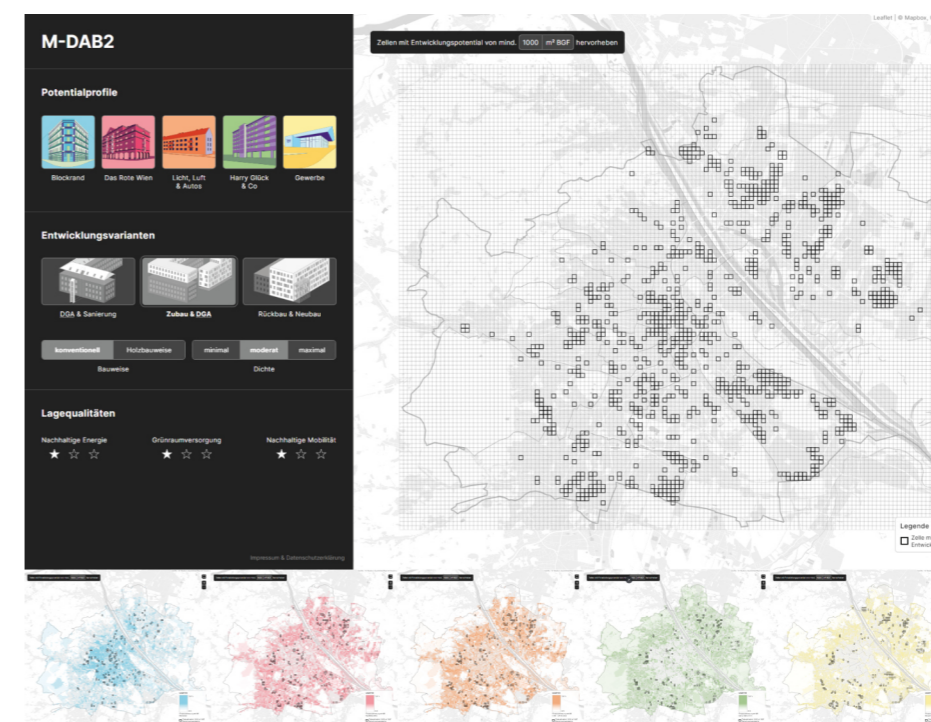 M-DAB2
Potentialprofile
Blockrand
Das Rote Wien
Licht, Luft
& Autos
Harry Glück
& Co
Gewerbe
Entwicklungsvarianten
DGA & Sanierung
Zubau & DGA
Rückbau & Neubau
konventionell Holzbauweise
minimal moderat maximal
Bauweise
Dichte
Lagequalitäten
Nachhaltige Energie
Grünraumversorgung
Nachhaltige Mobilität
Impressum & Datenschutzerklärung
Leaflet | © Mapbox,
Zellen mit Entwicklungspotential von mind. 1000 m² BGF hervorheben
Legende
Zelle m
Entwick